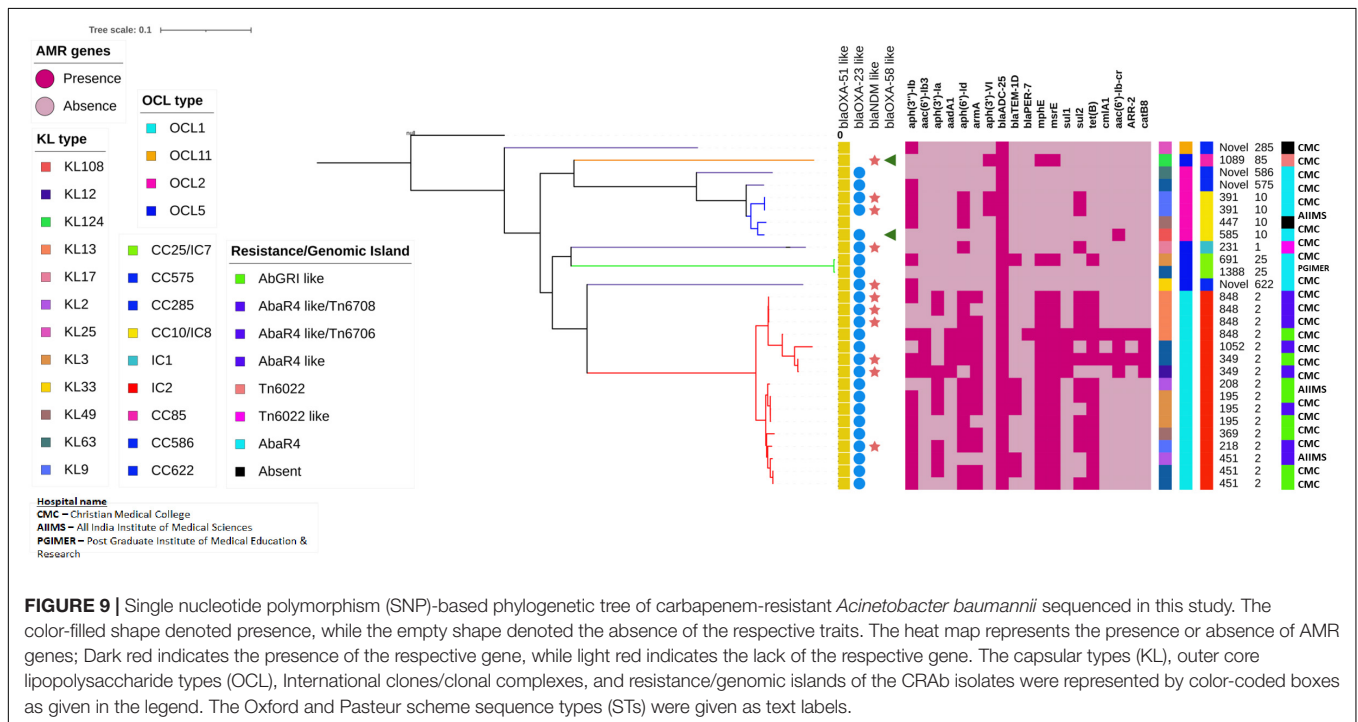 Tree scale: 0.1
AMR genes
Presence
Absence
KL type
KL108
KL12
KL124
KL13
KL17
KL2
KL25
KL3
KL33
KL49
KL63
KL9
OCL type
OCL1
OCL11
OCL2
OCL5
CC25/IC7
CC575
CC285
CC10/IC8
IC1
IC2
CC85
CC586
CC622
Resistance/Genomic Island
AbGRI like
AbaR4 like/Tn6708
AbaR4 like/Tn6706
AbaR4 like
Tn6022
Tn6022 like
AbaR4
Absent
Hospital name
CMC – Christian Medical College
AIIMS – All India Institute of Medical Sciences
PGIMER – Post Graduate Institute of Medical Education &
Research
blaOXA-51 like
blaOXA-23 like
blaNDM like
blaOXA-58 like
aph(3'')-Ib
aac(6')-Ib3
aph(3')-Ia
aadA1
aph(6')-Id
armA
aph(3')-VI
blaADC-25
blaTEM-1D
blaPER-7
mphE
msrE
sul1
sul2
tet(B)
cmlA1
aac(6')-Ib-cr
ARR-2
catB8
Novel 285 CMC
1089 85 CMC
Novel 586 CMC
Novel 575 CMC
391 10 CMC
391 10 AIIMS
447 10 CMC
585 10 CMC
231 1 CMC
691 25 CMC
1388 25 PGIMER
Novel 622 CMC
848 2 CMC
848 2 CMC
848 2 CMC
848 2 CMC
1052 2 CMC
349 2 CMC
349 2 CMC
208 2 AIIMS
195 2 CMC
195 2 CMC
195 2 CMC
369 2 CMC
218 2 CMC
451 2 AIIMS
451 2 CMC
451 2 CMC
FIGURE 9 | Single nucleotide polymorphism (SNP)-based phylogenetic tree of carbapenem-resistant Acinetobacter baumannii sequenced in this study. The
color-filled shape denoted presence, while the empty shape denoted the absence of the respective traits. The heat map represents the presence or absence of AMR
genes; Dark red indicates the presence of the respective gene, while light red indicates the lack of the respective gene. The capsular types (KL), outer core
lipopolysaccharide types (OCL), International clones/clonal complexes, and resistance/genomic islands of the CRAb isolates were represented by color-coded boxes
as given in the legend. The Oxford and Pasteur scheme sequence types (STs) were given as text labels.